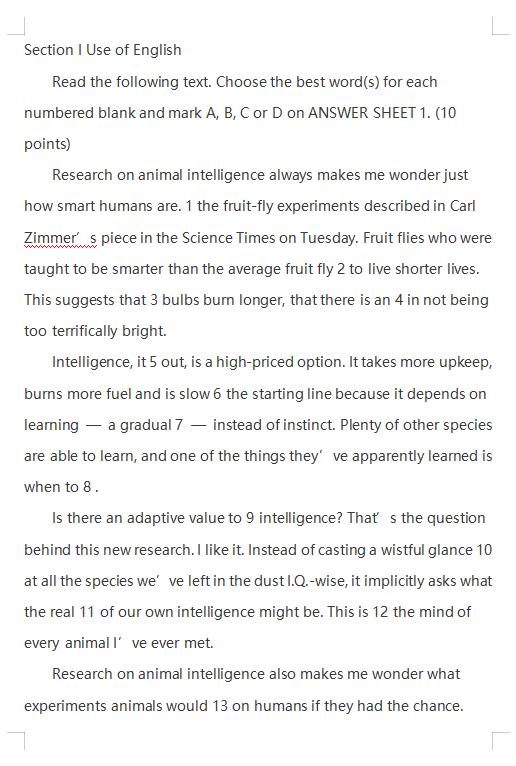 Section I Use of English
Read the following text. Choose the best word(s) for each
numbered blank and mark A, B, C or D on ANSWER SHEET 1. (10
points)
Research on animal intelligence always makes me wonder just
how smart humans are. 1 the fruit-fly experiments described in Carl
Zimmer’s piece in the Science Times on Tuesday. Fruit flies who were
taught to be smarter than the average fruit fly 2 to live shorter lives.
This suggests that 3 bulbs burn longer, that there is an 4 in not being
too terrifically bright.
Intelligence, it 5 out, is a high-priced option. It takes more upkeep,
burns more fuel and is slow 6 the starting line because it depends on
learning — a gradual 7 — instead of instinct. Plenty of other species
are able to learn, and one of the things they’ve apparently learned is
when to 8 .
Is there an adaptive value to 9 intelligence? That’s the question
behind this new research. I like it. Instead of casting a wistful glance 10
at all the species we’ve left in the dust I.Q.-wise, it implicitly asks what
the real 11 of our own intelligence might be. This is 12 the mind of
every animal I’ve ever met.
Research on animal intelligence also makes me wonder what
experiments animals would 13 on humans if they had the chance.